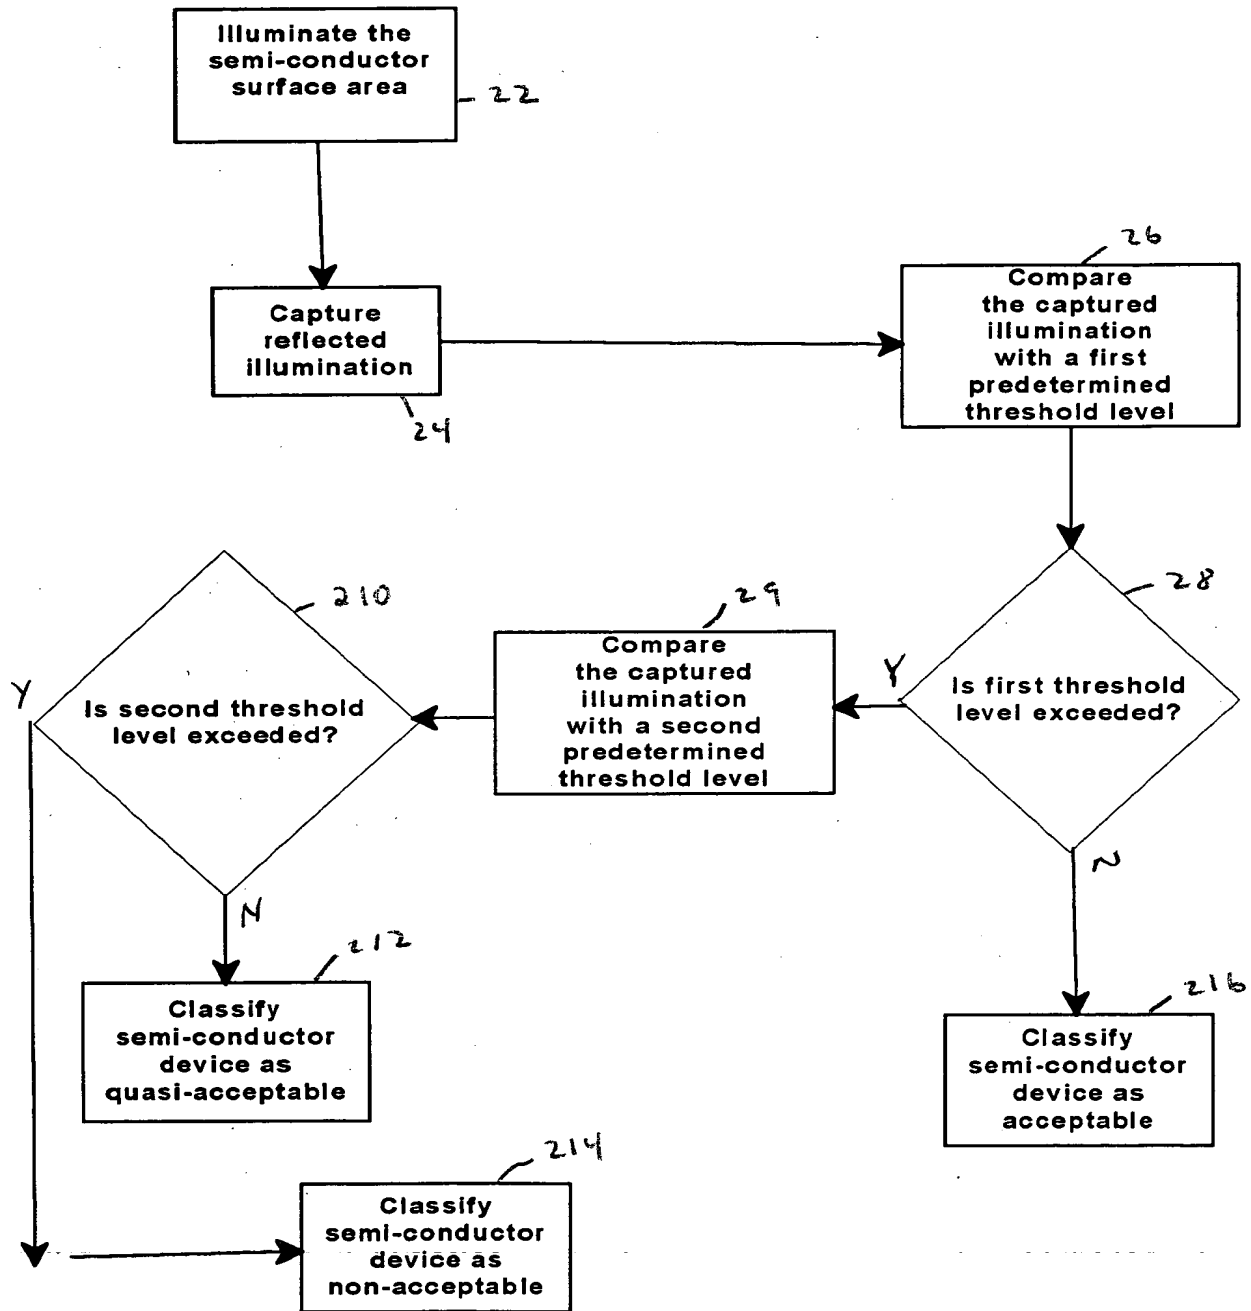 Illuminate the
semi-conductor
surface area
22
Capture
reflected
illumination
24
26
Compare
the captured
illumination
with a first
predetermined
threshold level
28
Is first threshold
level exceeded?
Y
N
29
Compare
the captured
illumination
with a second
predetermined
threshold level
210
Is second threshold
level exceeded?
Y
N
212
Classify
semi-conductor
device as
quasi-acceptable
216
Classify
semi-conductor
device as
acceptable
214
Classify
semi-conductor
device as
non-acceptable